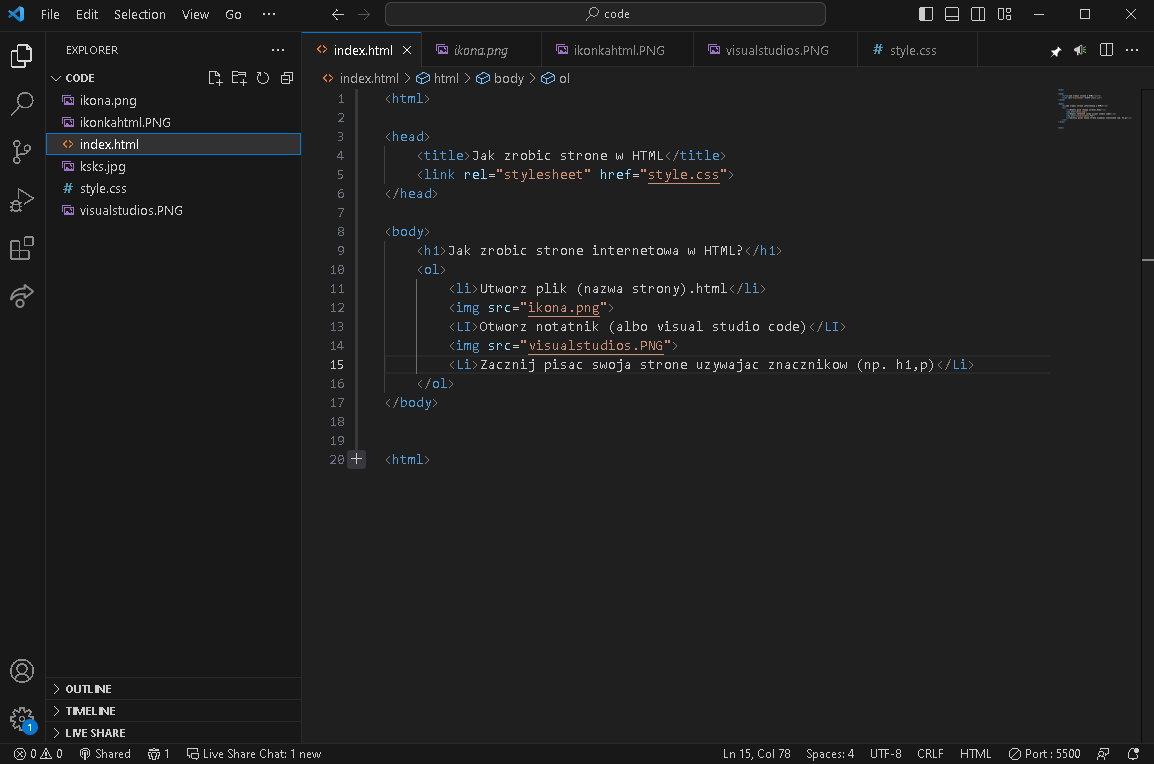 File Edit Selection View Go ··· code
EXPLORER ···
CODE
ikona.png
ikonkahtml.PNG
index.html
ksks.jpg
style.css
visualstudios.PNG
OUTLINE
TIMELINE
LIVE SHARE
index.html ikona.png ikonkahtml.PNG visualstudios.PNG # style.css
index.html > html > body > ol
1 <html>
2
3 <head>
4 <title>Jak zrobic strone w HTML</title>
5 <link rel="stylesheet" href="style.css">
6 </head>
7
8 <body>
9 <h1>Jak zrobic strone internetowa w HTML?</h1>
10 <ol>
11 <li>Utworz plik (nazwa strony).html</li>
12 <img src="ikona.png">
13 <LI>Otworz notatnik (albo visual studio code)</LI>
14 <img src="visualstudios.PNG">
15 <Li>Zacznij pisac swoja strone uzywajac znacznikow (np. h1,p)</Li>
16 </ol>
17 </body>
18
19
20 <html>
1
0 0 Shared 1 Live Share Chat: 1 new Ln 15, Col 78 Spaces: 4 UTF-8 CRLF HTML Port : 5500